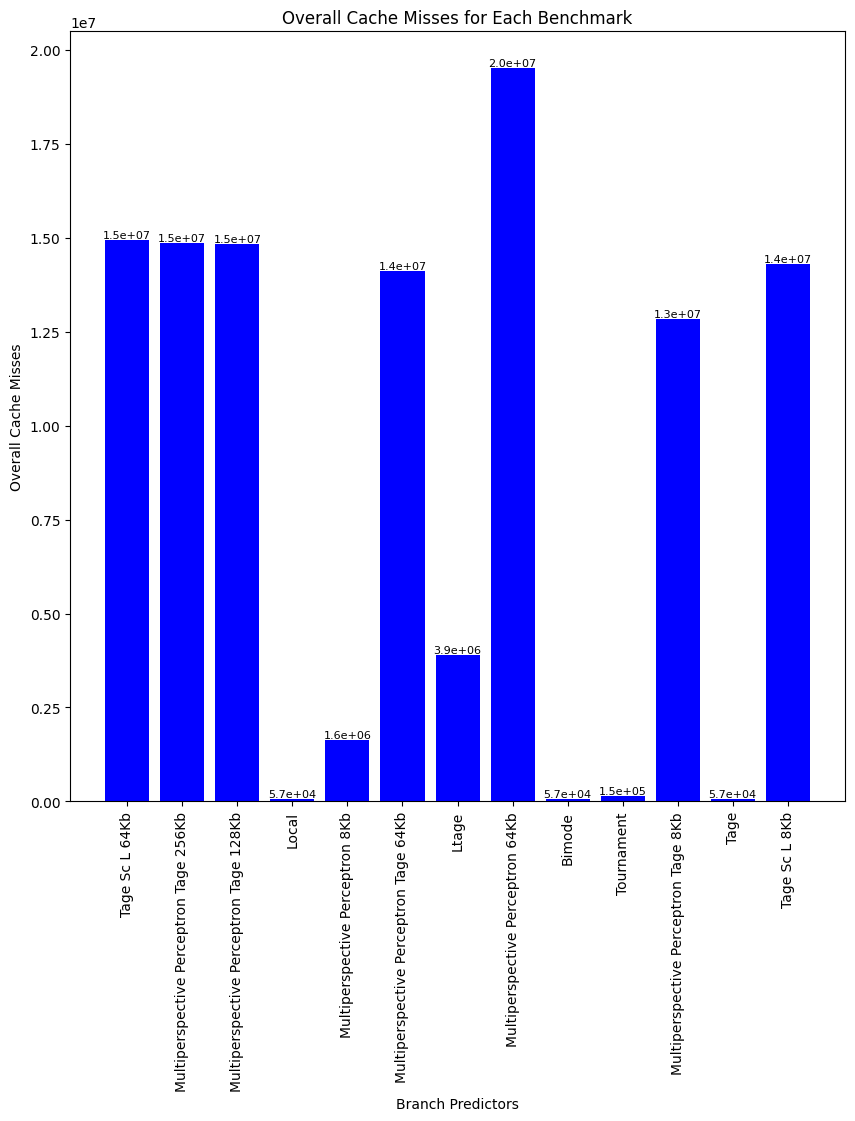 Overall Cache Misses for Each Benchmark
1e7
2.00
1.75
1.50
1.25
1.00
0.75
0.50
0.25
0.00
Overall Cache Misses
1.5e+07
1.5e+07
1.5e+07
5.7e+04
1.6e+06
1.4e+07
3.9e+06
2.0e+07
5.7e+04
1.5e+05
1.3e+07
5.7e+04
1.4e+07
Tage Sc L 64Kb
Multiperspective Perceptron Tage 256Kb
Multiperspective Perceptron Tage 128Kb
Local
Multiperspective Perceptron 8Kb
Multiperspective Perceptron Tage 64Kb
Ltage
Multiperspective Perceptron 64Kb
Bimode
Tournament
Multiperspective Perceptron Tage 8Kb
Tage
Tage Sc L 8Kb
Branch Predictors